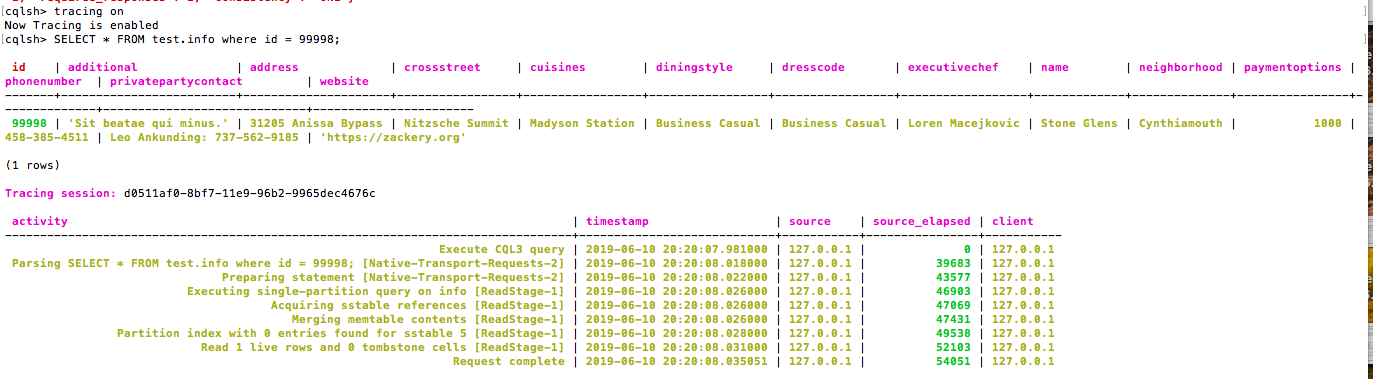 [cqlsh> tracing on
Now Tracing is enabled
[cqlsh> SELECT * FROM test.info where id = 99998;
id | additional | address | crossstreet | cuisines | diningstyle | dresscode | executivechef | name | neighborhood | paymentoptions |
phonenumber | privatepartycontact | website
99998 | 'Sit beatae qui minus.' | 31205 Anissa Bypass | Nitzsche Summit | Madyson Station | Business Casual | Business Casual | Loren Macejkovic | Stone Glens | Cynthiamouth | 1000 |
458-385-4511 | Leo Ankunding: 737-562-9185 | 'https://zackery.org'
(1 rows)
Tracing session: d0511af0-8bf7-11e9-96b2-9965dec4676c
activity | timestamp | source | source_elapsed | client
Execute CQL3 query | 2019-06-10 20:20:07.981000 | 127.0.0.1 | 0 | 127.0.0.1
Parsing SELECT * FROM test.info where id = 99998; [Native-Transport-Requests-2] | 2019-06-10 20:20:08.018000 | 127.0.0.1 | 39683 | 127.0.0.1
Preparing statement [Native-Transport-Requests-2] | 2019-06-10 20:20:08.022000 | 127.0.0.1 | 43577 | 127.0.0.1
Executing single-partition query on info [ReadStage-1] | 2019-06-10 20:20:08.026000 | 127.0.0.1 | 46903 | 127.0.0.1
Acquiring sstable references [ReadStage-1] | 2019-06-10 20:20:08.026000 | 127.0.0.1 | 47069 | 127.0.0.1
Merging memtable contents [ReadStage-1] | 2019-06-10 20:20:08.026000 | 127.0.0.1 | 47431 | 127.0.0.1
Partition index with 0 entries found for sstable 5 [ReadStage-1] | 2019-06-10 20:20:08.028000 | 127.0.0.1 | 49538 | 127.0.0.1
Read 1 live rows and 0 tombstone cells [ReadStage-1] | 2019-06-10 20:20:08.031000 | 127.0.0.1 | 52103 | 127.0.0.1
Request complete | 2019-06-10 20:20:08.035051 | 127.0.0.1 | 54051 | 127.0.0.1